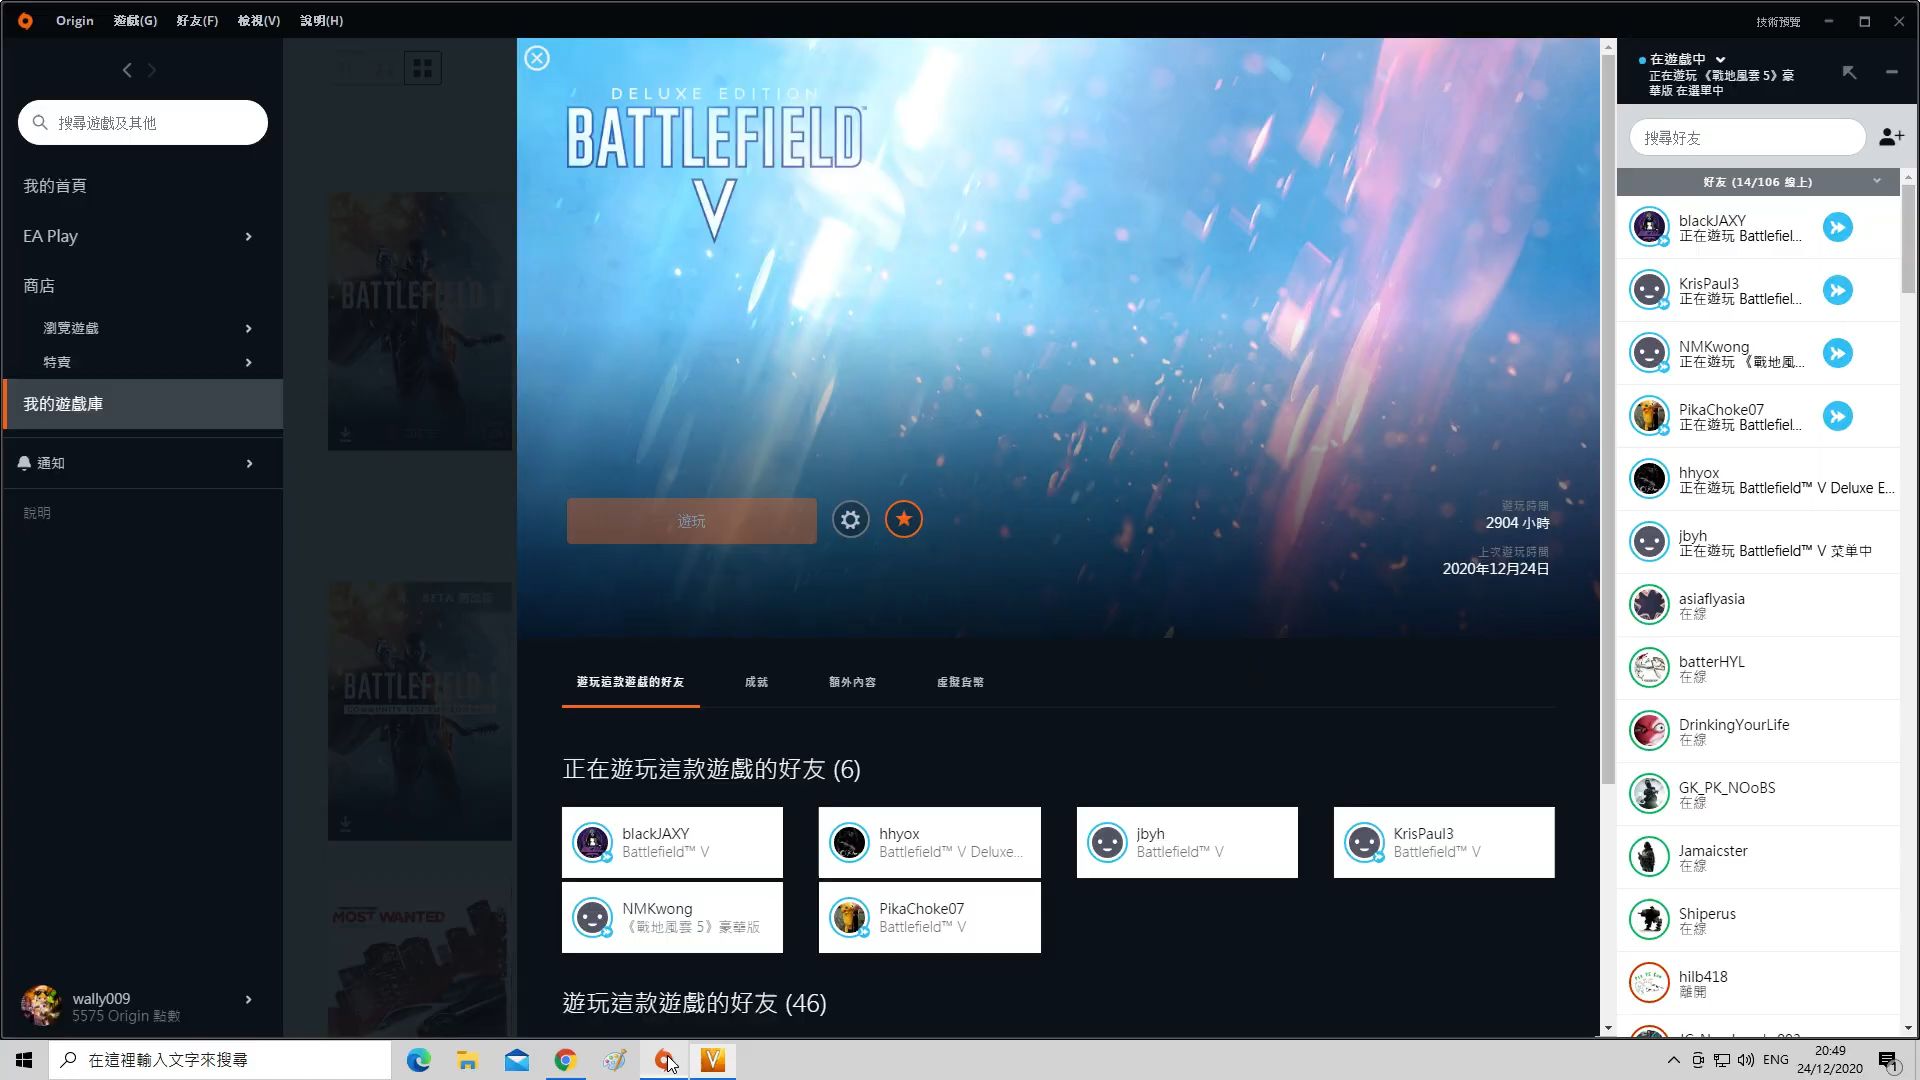 Origin 遊戲(G) 好友(F) 檢視(V) 說明(H)
技術預覽
搜尋遊戲及其他
我的首頁
EA Play
商店
瀏覽遊戲
特賣
我的遊戲庫
通知
說明
wally009
5575 Origin 點數
BATTLEFIELD 1
BATTLEFIELD 1
MOST WANTED
DELUXE EDITION
BATTLEFIELD™
V
遊玩
遊玩時間
2904 小時
上次遊玩時間
2020年12月24日
遊玩這款遊戲的好友 成就 額外內容 虛擬貨幣
正在遊玩這款遊戲的好友 (6)
blackJAXY
Battlefield™ V
hhyox
Battlefield™ V Deluxe...
jbyh
Battlefield™ V
KrisPaul3
Battlefield™ V
NMKwong
《戰地風雲 5》豪華版
PikaChoke07
Battlefield™ V
遊玩這款遊戲的好友 (46)
在遊戲中
正在遊玩 《戰地風雲 5》豪
華版 在選單中
搜尋好友
好友 (14/106 線上)
blackJAXY
正在遊玩 Battlefiel...
KrisPaul3
正在遊玩 Battlefiel...
NMKwong
正在遊玩 《戰地風...
PikaChoke07
正在遊玩 Battlefiel...
hhyox
正在遊玩 Battlefield™ V Deluxe E...
jbyh
正在遊玩 Battlefield™ V 菜单中
asiaflyasia
在線
batterHYL
在線
DrinkingYourLife
在線
GK_PK_NOoBS
在線
Jamaicster
在線
Shiperus
在線
hilb418
離開
在這裡輸入文字來搜尋
V
ENG
20:49
24/12/2020
1